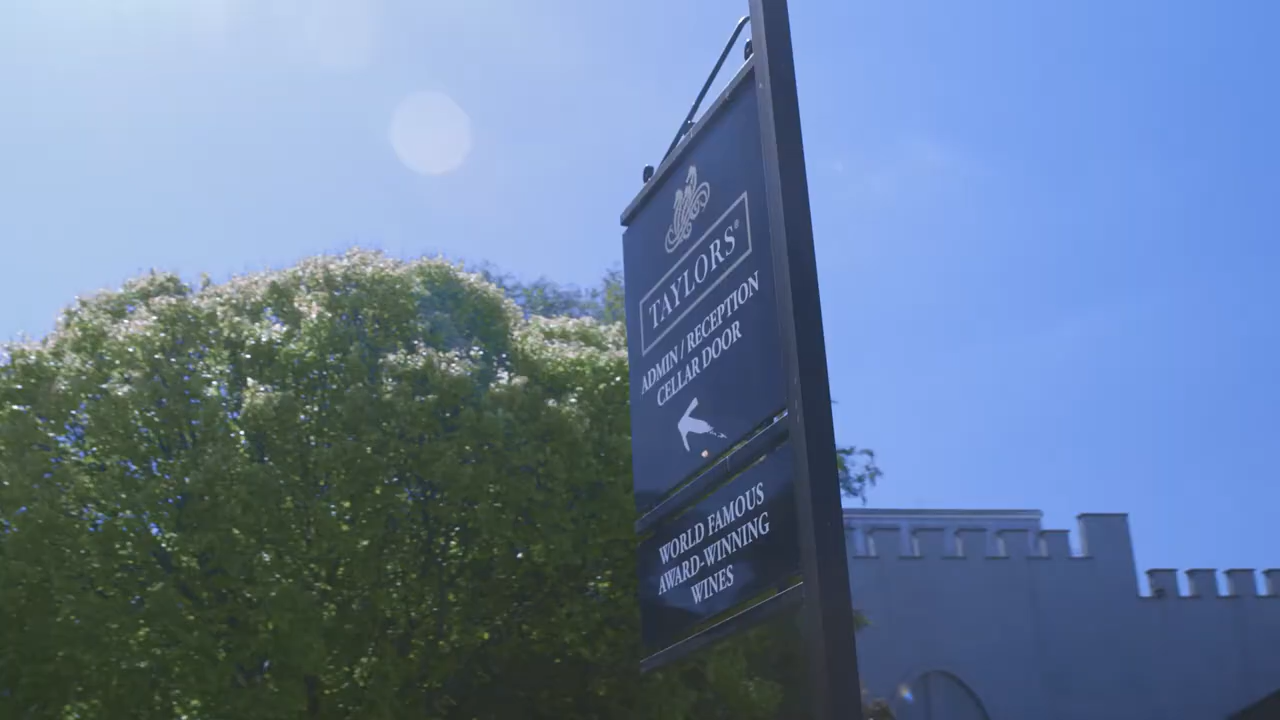 TAYLORS®
ADMIN / RECEPTION
CELLAR DOOR
WORLD FAMOUS
AWARD-WINNING
WINES